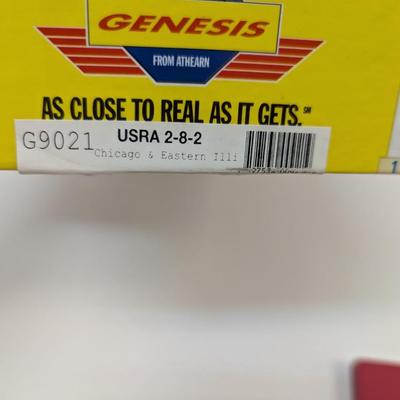 GENESIS
FROM ATHEARN
AS CLOSE TO REAL AS IT GETS.℠
G9021 USRA 2-8-2
Chicago & Eastern Illi
1